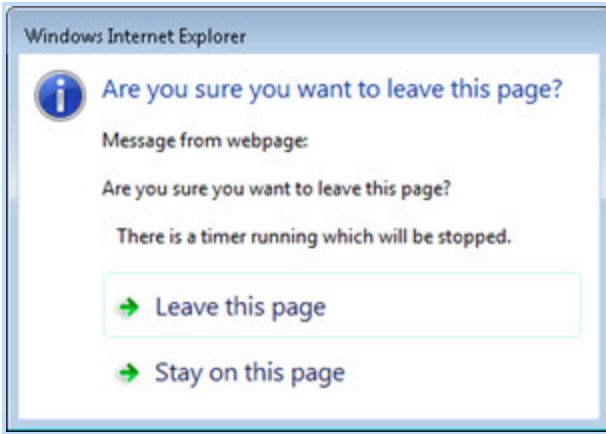 Windows Internet Explorer
Are you sure you want to leave this page?
Message from webpage:
Are you sure you want to leave this page?
There is a timer running which will be stopped.
Leave this page
Stay on this page